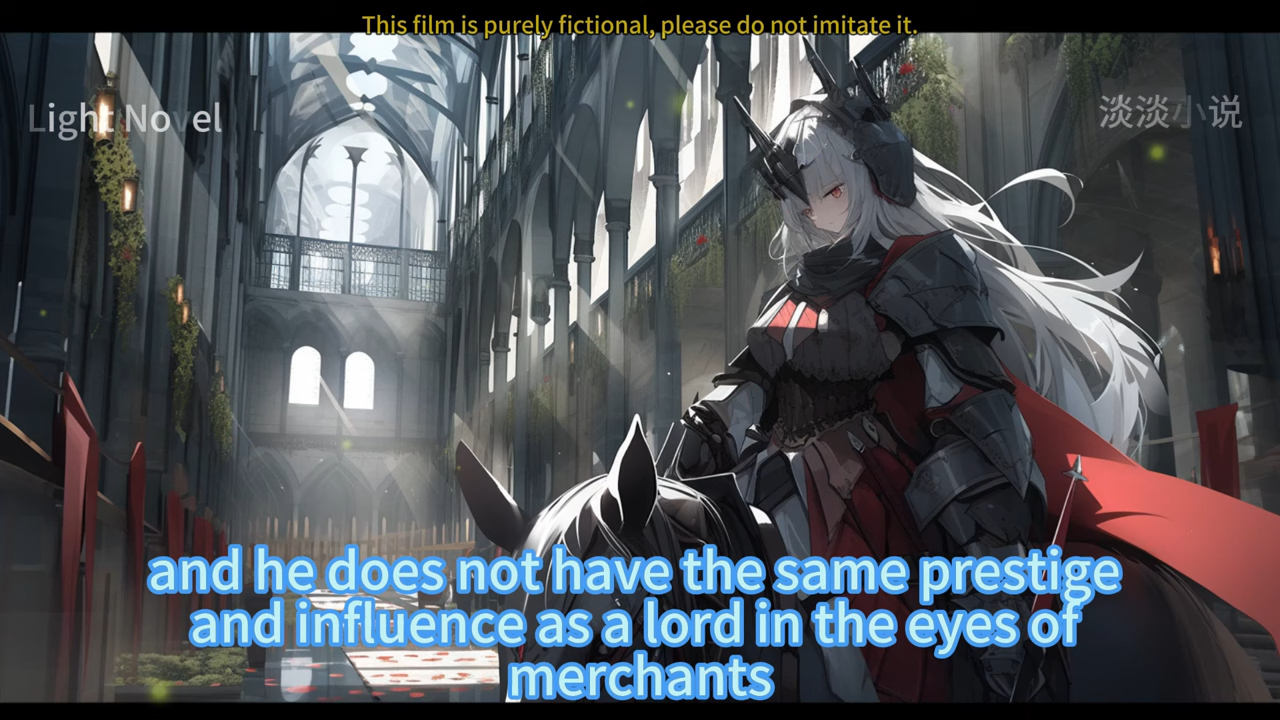 This film is purely fictional, please do not imitate it.
Light Novel
淡淡小说
and he does not have the same prestige
and influence as a lord in the eyes of
merchants